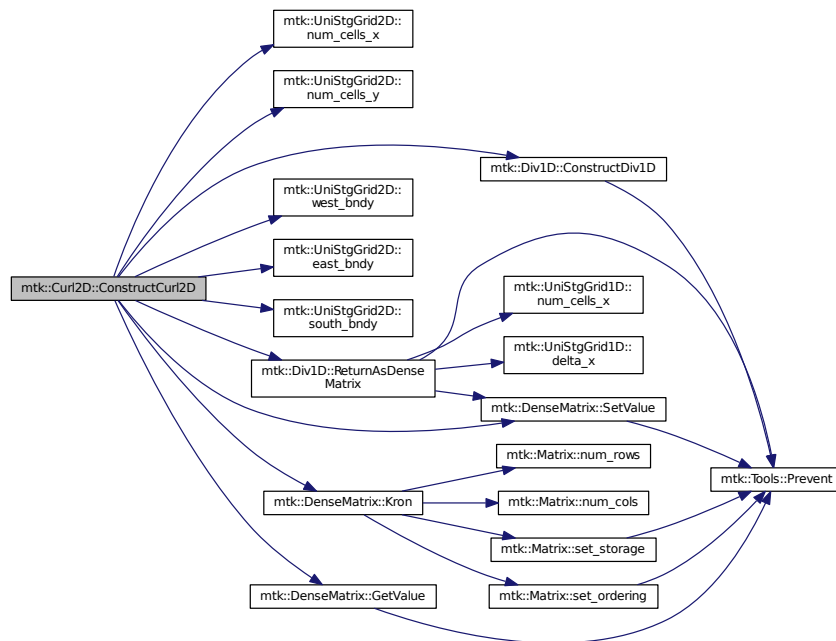 mtk::UniStgGrid2D::
num_cells_x
mtk::UniStgGrid2D::
num_cells_y
mtk::Div1D::ConstructDiv1D
mtk::UniStgGrid2D::
west_bndy
mtk::UniStgGrid2D::
east_bndy
mtk::Curl2D::ConstructCurl2D
mtk::UniStgGrid1D::
num_cells_x
mtk::UniStgGrid2D::
south_bndy
mtk::UniStgGrid1D::
delta_x
mtk::Div1D::ReturnAsDense
Matrix
mtk::DenseMatrix::SetValue
mtk::Matrix::num_rows
mtk::Tools::Prevent
mtk::DenseMatrix::Kron
mtk::Matrix::num_cols
mtk::Matrix::set_storage
mtk::DenseMatrix::GetValue
mtk::Matrix::set_ordering